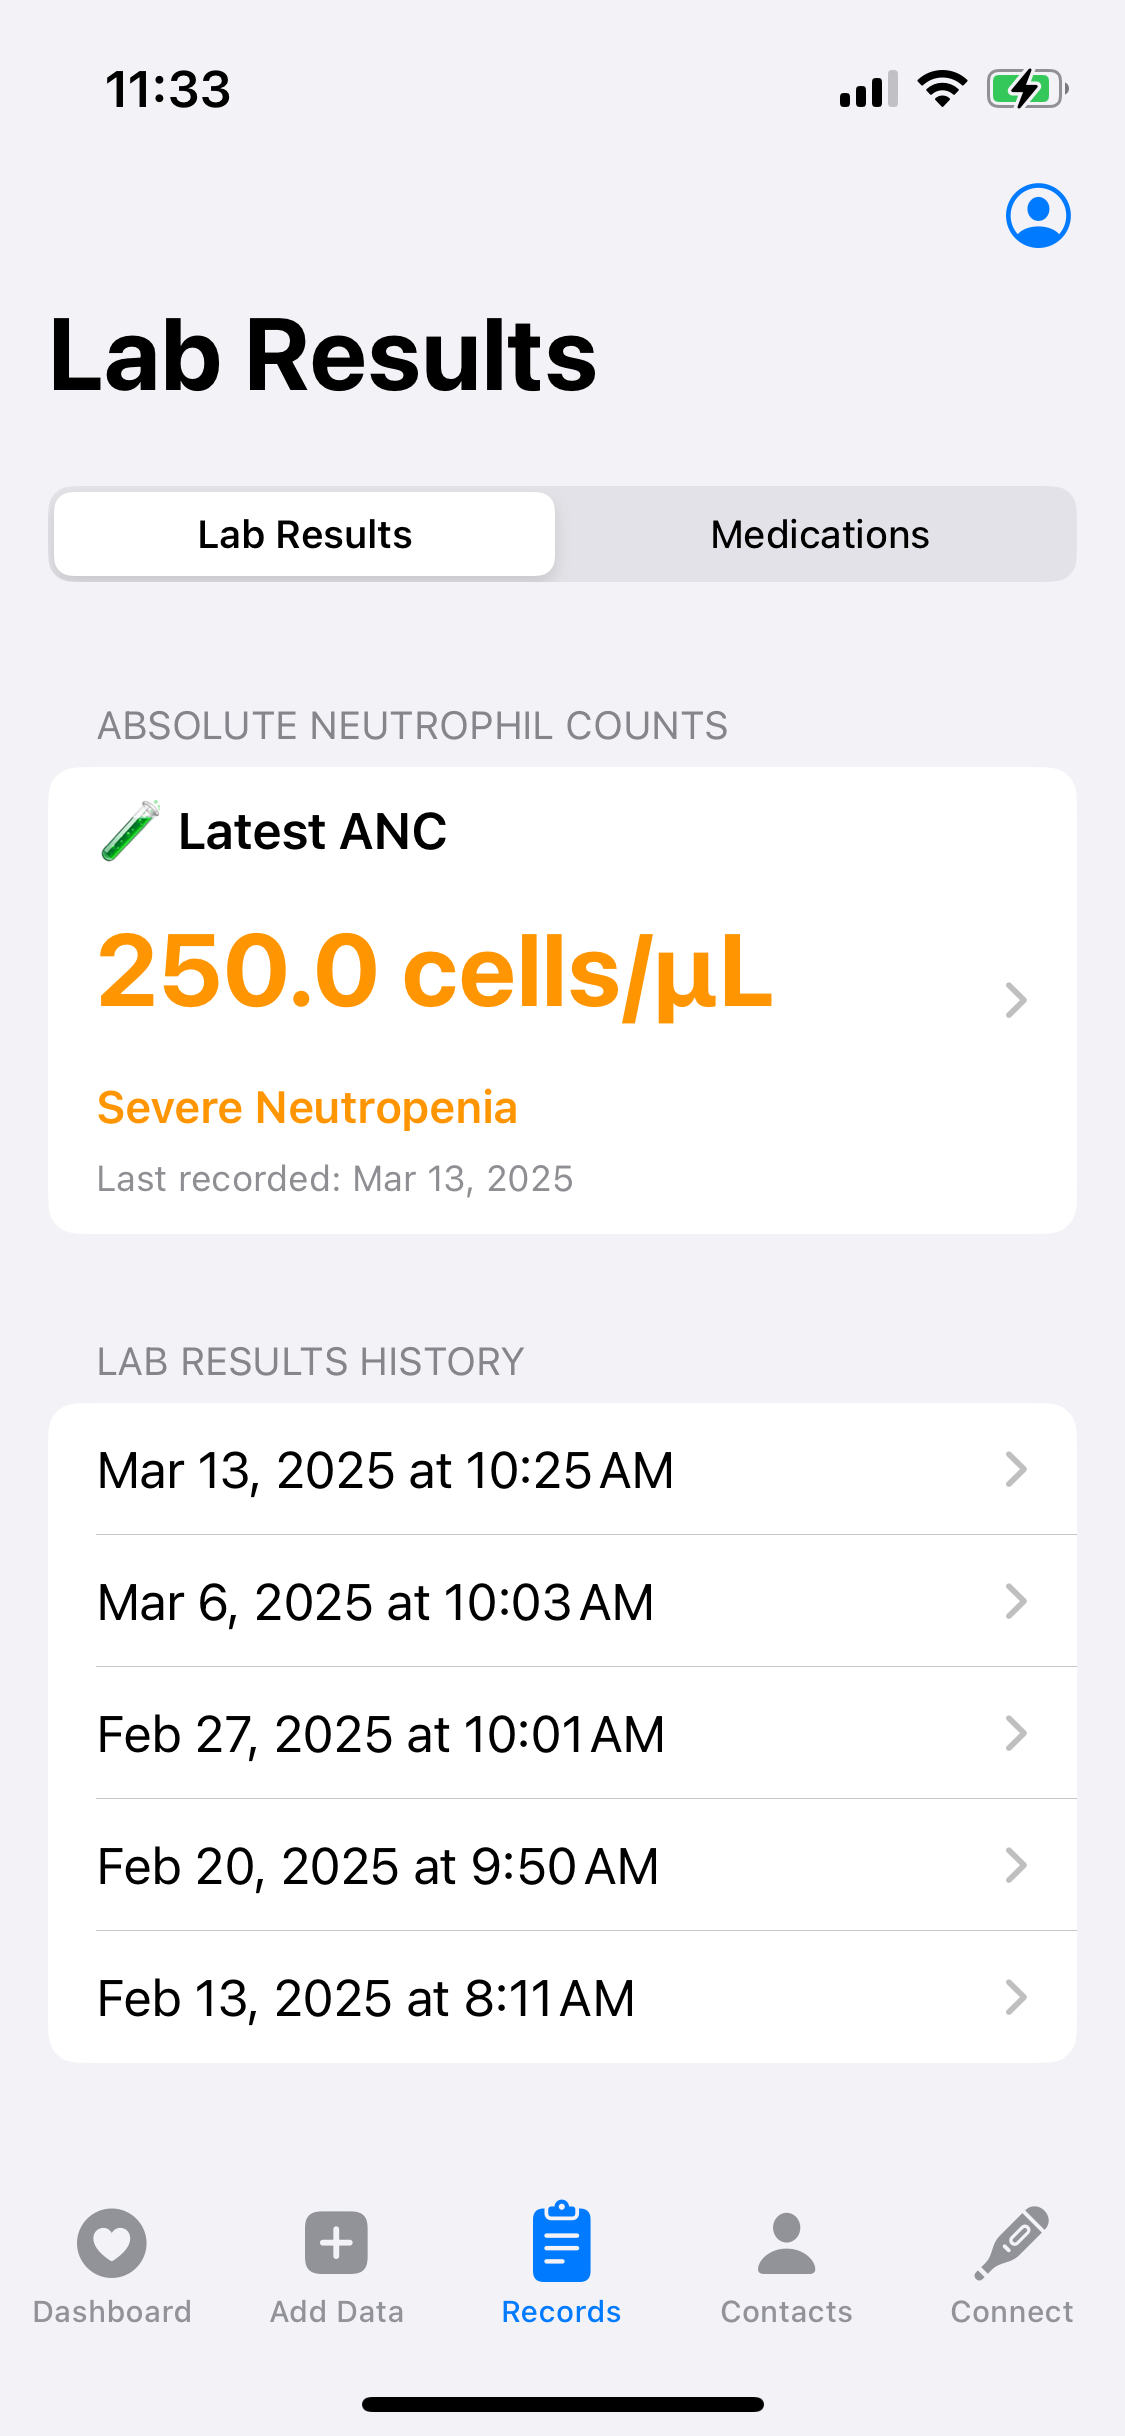 11:33
Lab Results
Lab Results
Medications
ABSOLUTE NEUTROPHIL COUNTS
Latest ANC
250.0 cells/µL
Severe Neutropenia
Last recorded: Mar 13, 2025
LAB RESULTS HISTORY
Mar 13, 2025 at 10:25 AM
Mar 6, 2025 at 10:03 AM
Feb 27, 2025 at 10:01 AM
Feb 20, 2025 at 9:50 AM
Feb 13, 2025 at 8:11 AM
Dashboard
Add Data
Records
Contacts
Connect